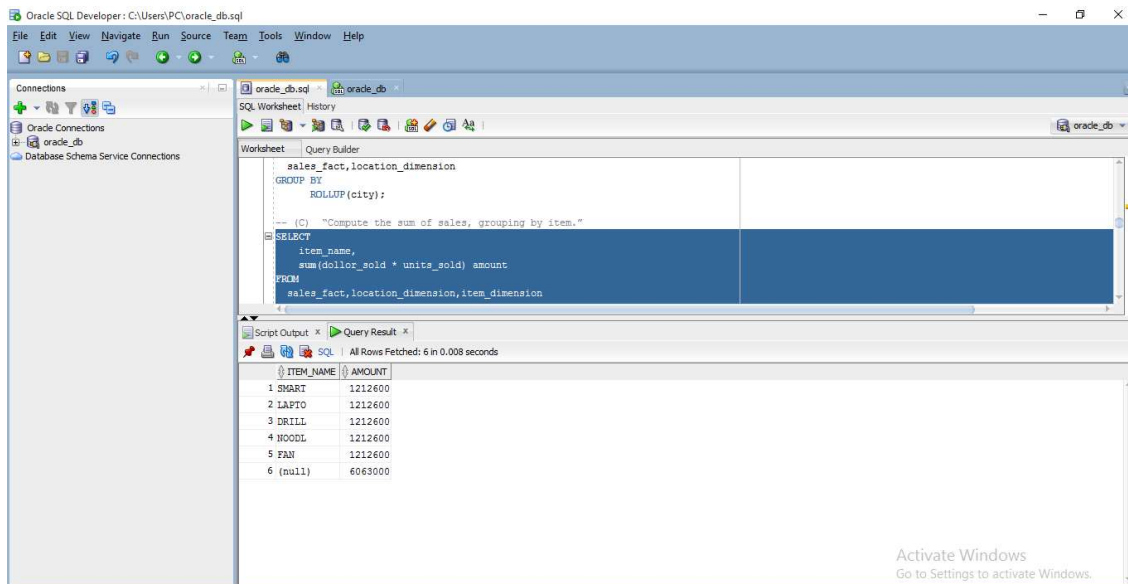 Oracle SQL Developer : C:\Users\PC\oracle_db.sql
File Edit View Navigate Run Source Team Tools Window Help
Connections
Oracle Connections
oracle_db
Database Schema Service Connections
oracle_db.sql oracle_db
SQL Worksheet History
oracle_db
Worksheet Query Builder
sales_fact,location_dimension
GROUP BY
ROLLUP(city);
-- (C) "Compute the sum of sales, grouping by item."
SELECT
item_name,
sum(dollor_sold * units_sold) amount
FROM
sales_fact,location_dimension,item_dimension
Script Output Query Result
SQL All Rows Fetched: 6 in 0.008 seconds
ITEM_NAME AMOUNT
1 SMART 1212600
2 LAPTO 1212600
3 DRILL 1212600
4 NOODL 1212600
5 FAN 1212600
6 (null) 6063000
Activate Windows
Go to Settings to activate Windows.